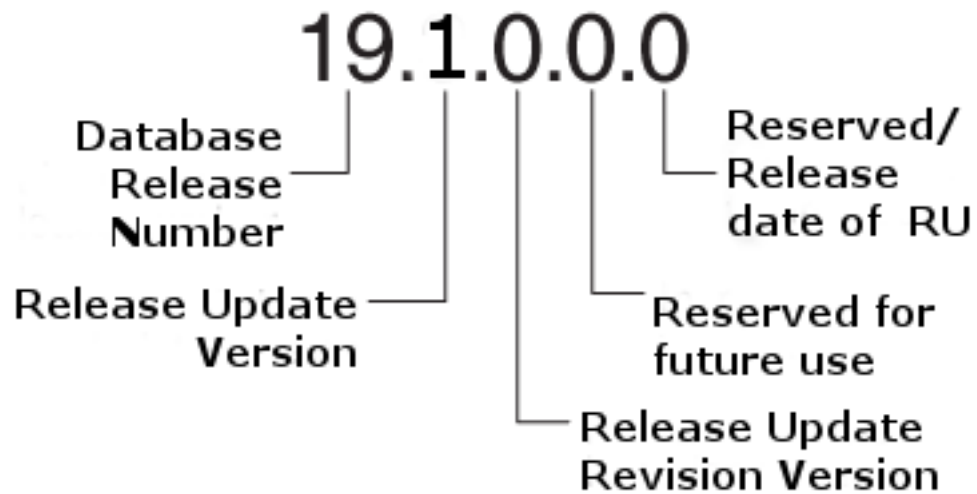 19.1.0.0.0
Database
Release
Number
Release Update
Version
Reserved/
Release
date of RU
Reserved for
future use
Release Update
Revision Version